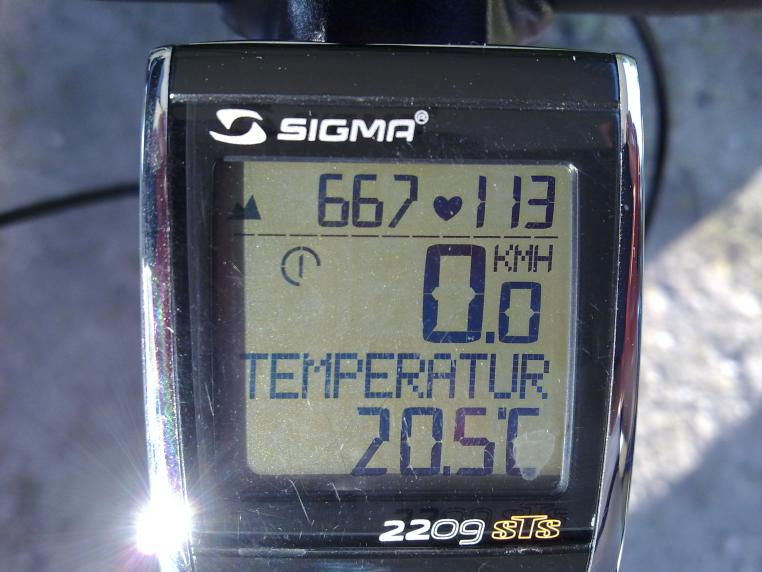 SIGMA®
667 113
KMH
0.0
TEMPERATUR
20.5°C
2209 STS